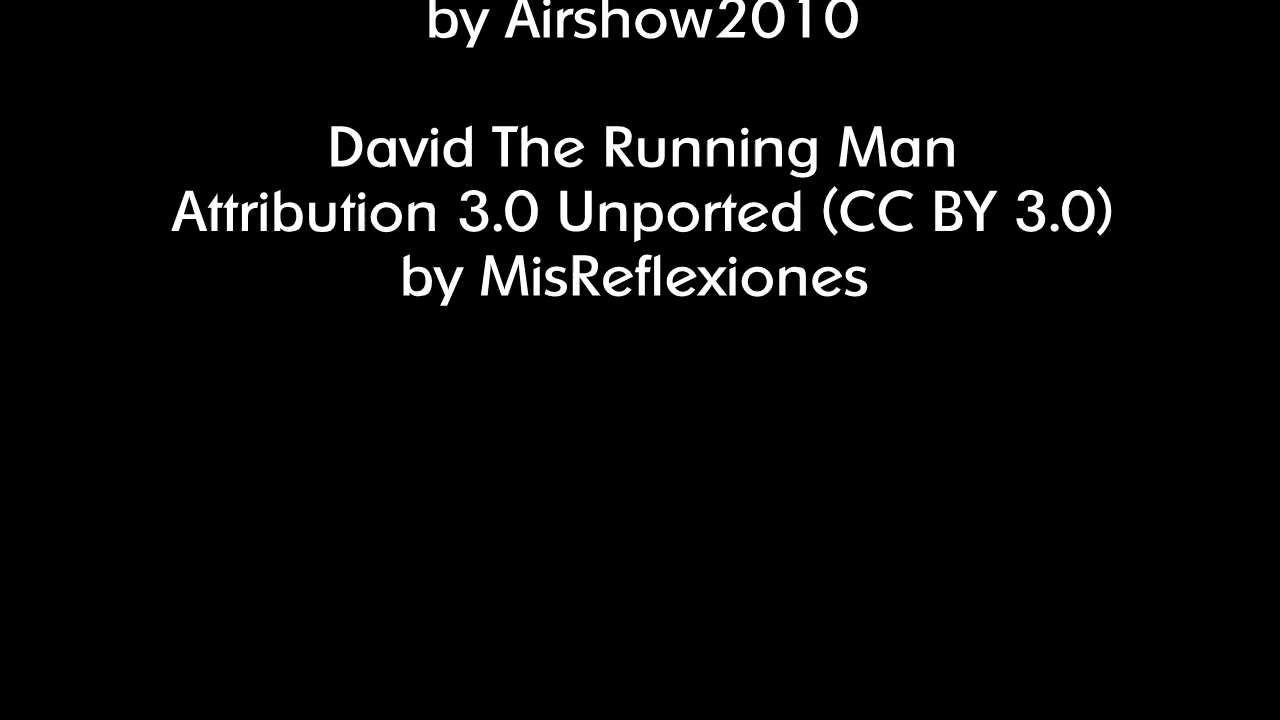 by Airshow2010
David The Running Man
Attribution 3.0 Unported (CC BY 3.0)
by MisReflexiones